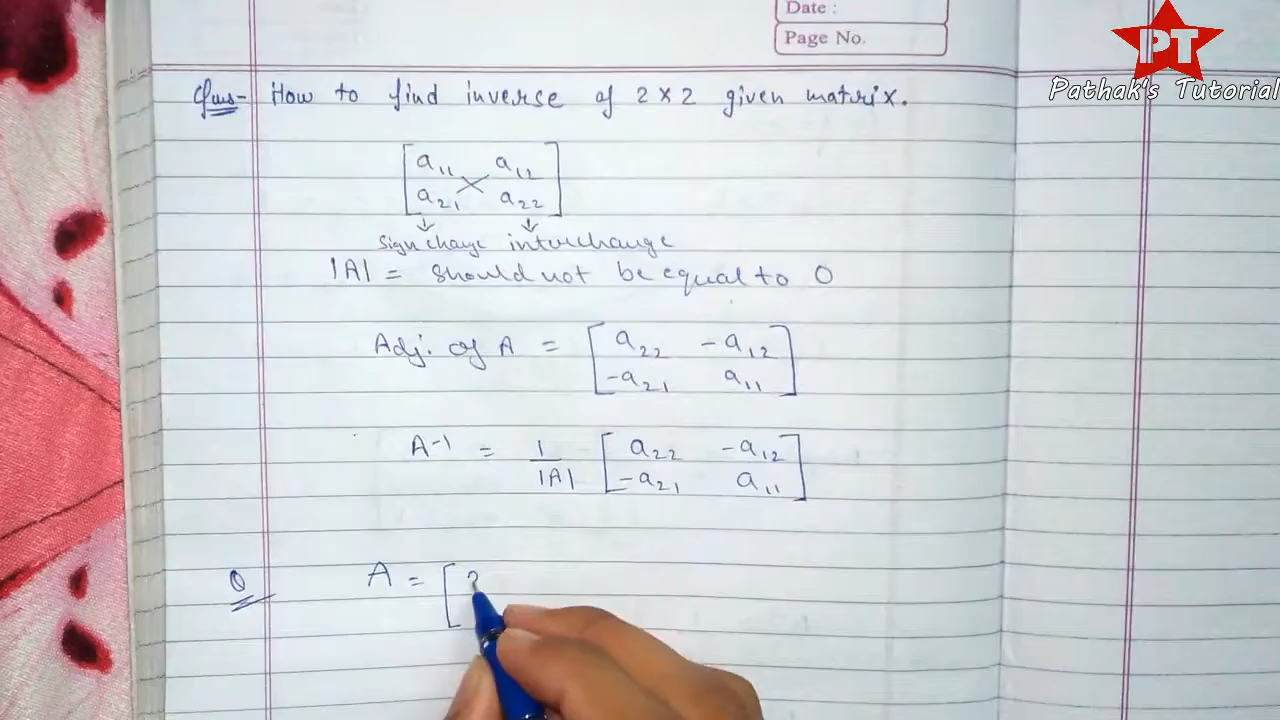 Date :
Page No.
PT
Pathak's Tutorial
Ques- How to find inverse of 2×2 given matrix.
a₁₁ a₁₂
a₂₁ a₂₂
Sign change interchange
|A| = should not be equal to 0
Adj. of A = [a₂₂ -a₁₂
-a₂₁ a₁₁]
A⁻¹ = 1/|A| [a₂₂ -a₁₂
-a₂₁ a₁₁]
Q A = [